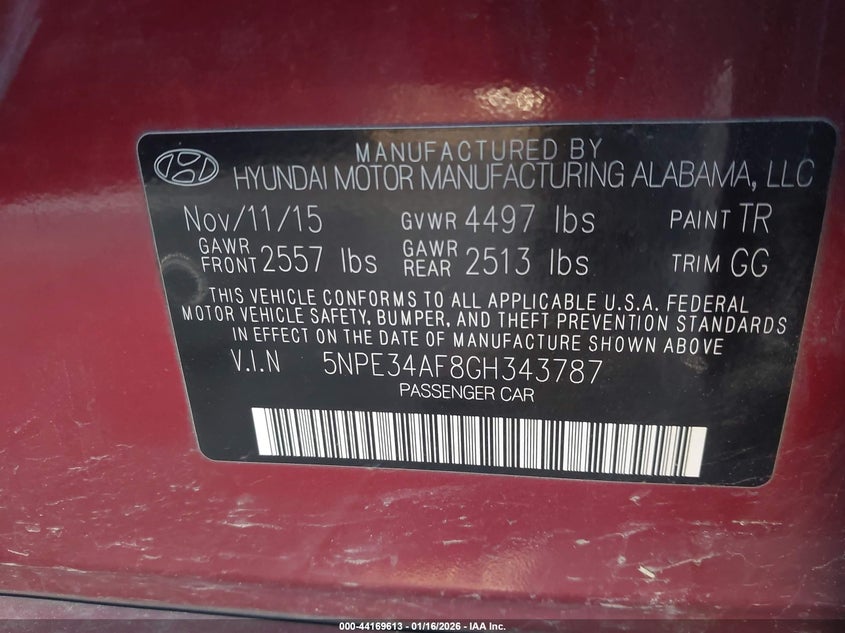 MANUFACTURED BY
HYUNDAI MOTOR MANUFACTURING ALABAMA, LLC
Nov/11/15 GVWR 4497 lbs PAINT TR
GAWR FRONT 2557 lbs GAWR REAR 2513 lbs TRIM GG
THIS VEHICLE CONFORMS TO ALL APPLICABLE U.S.A. FEDERAL
MOTOR VEHICLE SAFETY, BUMPER, AND THEFT PREVENTION STANDARDS
IN EFFECT ON THE DATE OF MANUFACTURE SHOWN ABOVE
V.I.N 5NPE34AF8GH343787
PASSENGER CAR
000-44169613 - 01/16/2026 - IAA Inc.